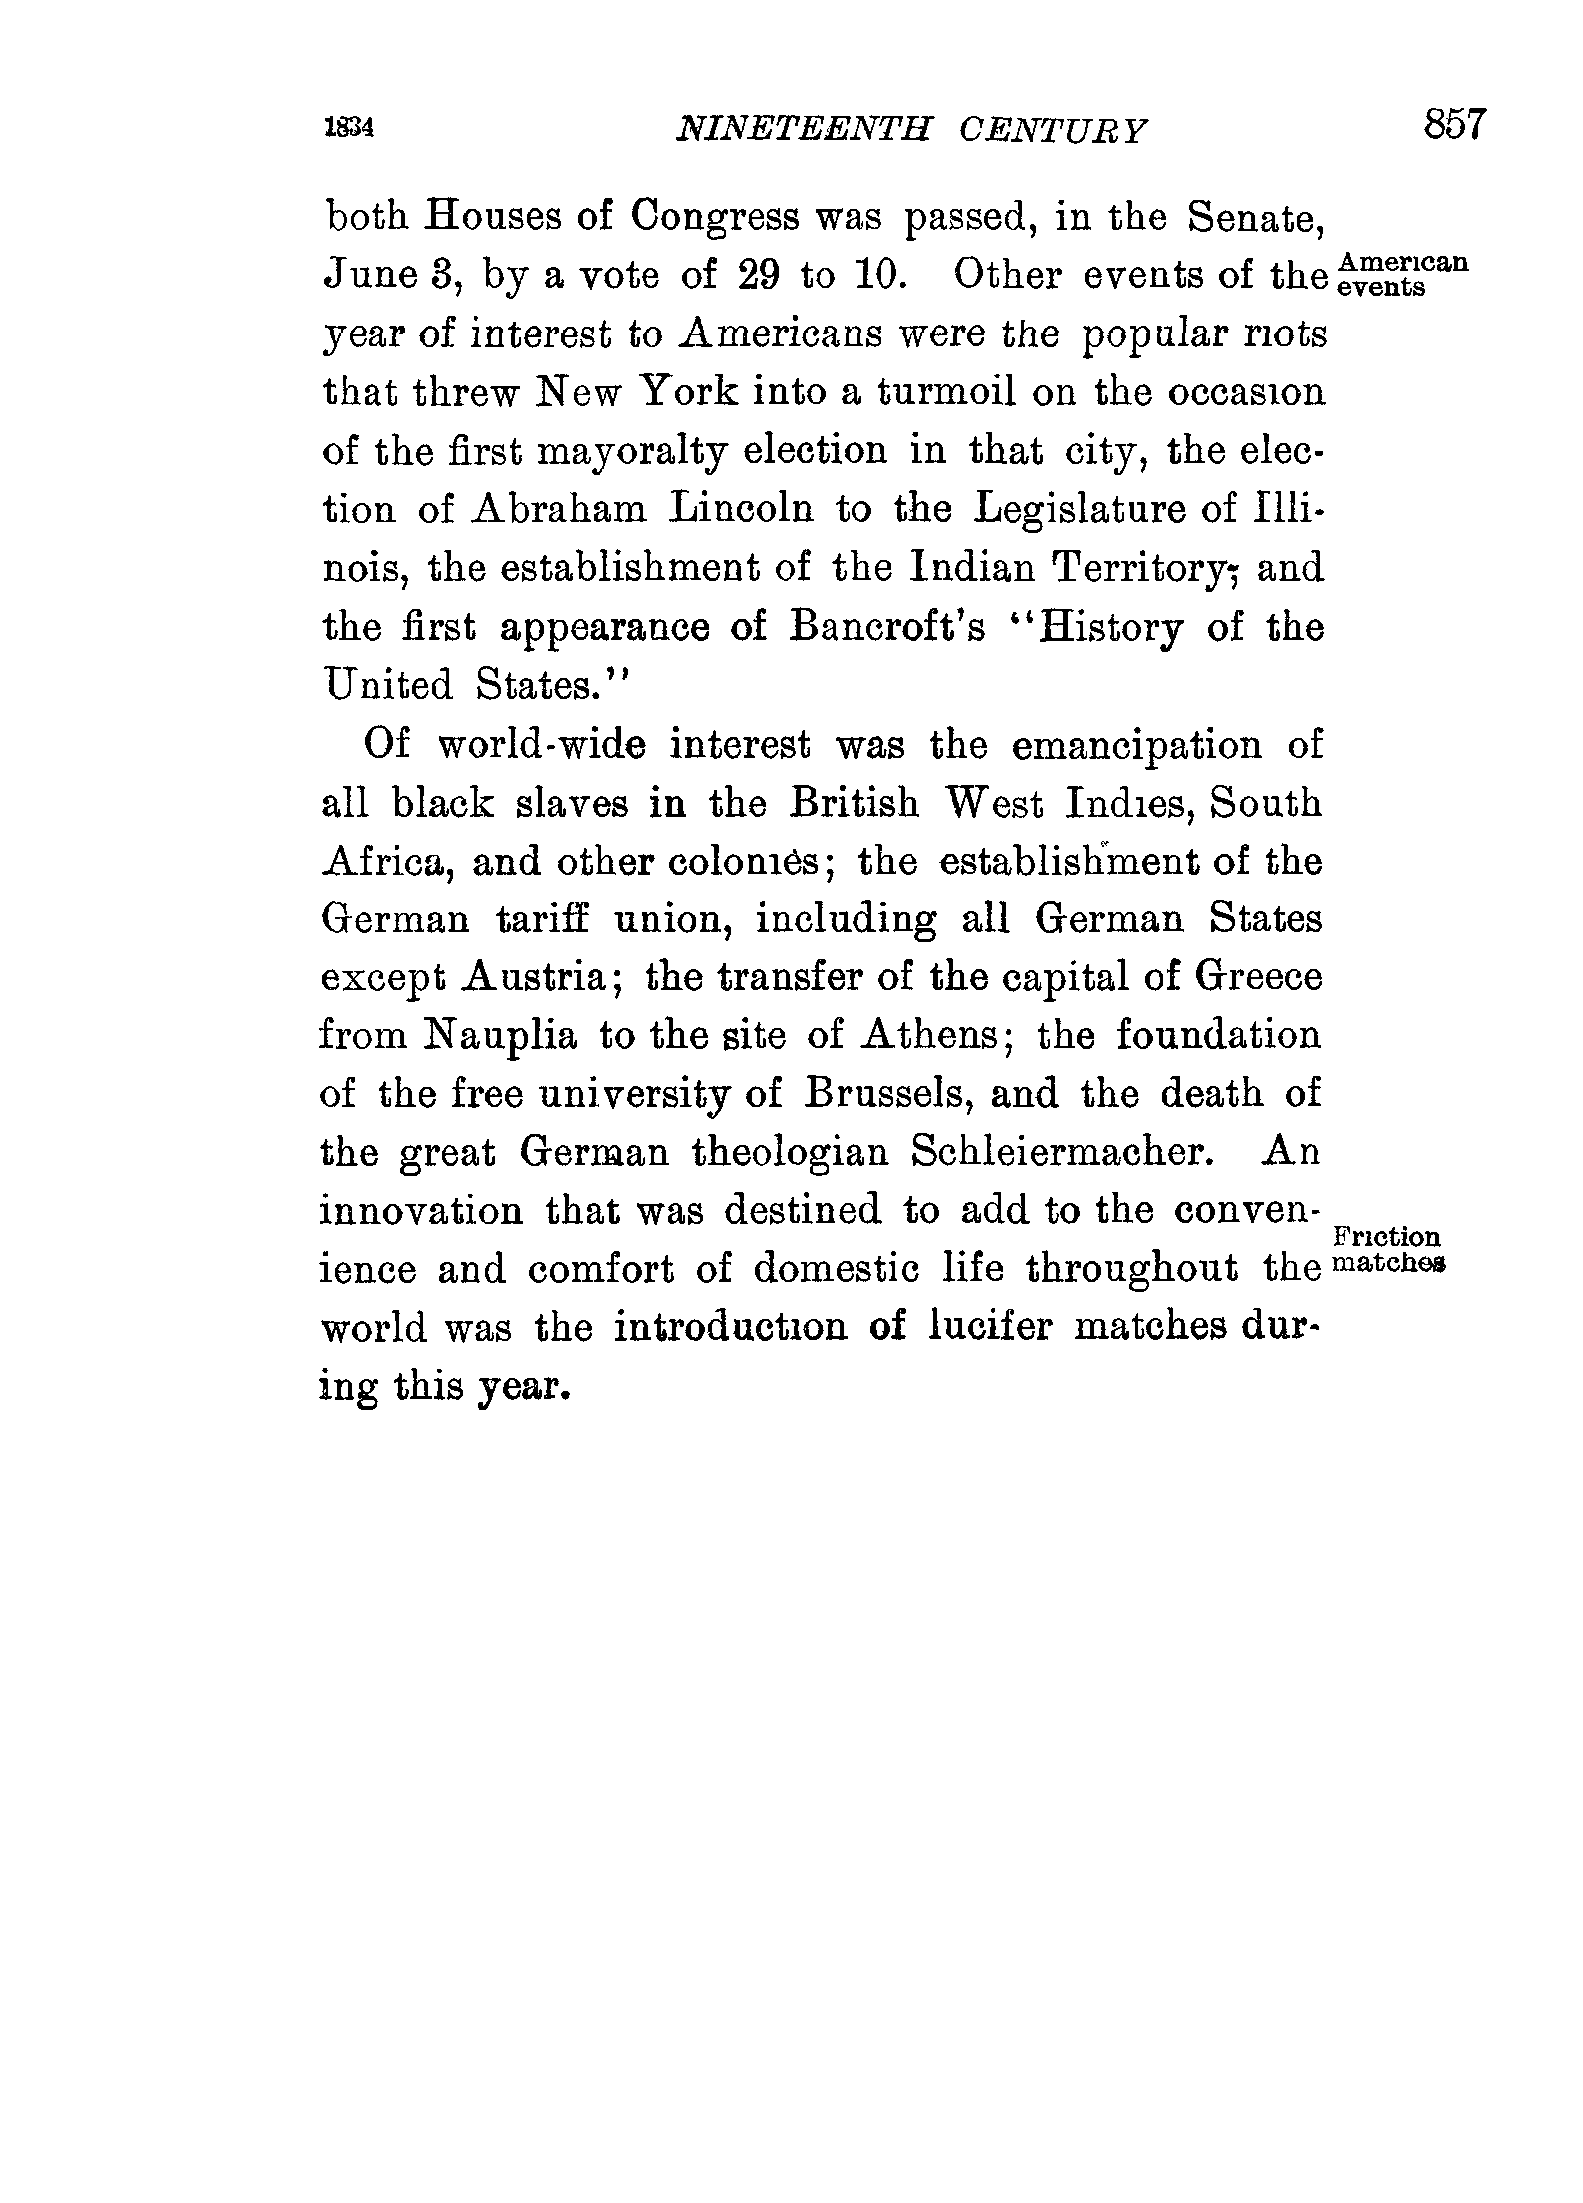 1834 NINETEENTH CENTURY 857
both Houses of Congress was passed, in the Senate,
June 3, by a vote of 29 to 10. Other events of the
American
events
year of interest to Americans were the popular riots
that threw New York into a turmoil on the occasion
of the first mayoralty election in that city, the elec-
tion of Abraham Lincoln to the Legislature of Illi-
nois, the establishment of the Indian Territory, and
the first appearance of Bancroft's "History of the
United States."
Of world-wide interest was the emancipation of
all black slaves in the British West Indies, South
Africa, and other colonies; the establishment of the
German tariff union, including all German States
except Austria; the transfer of the capital of Greece
from Nauplia to the site of Athens; the foundation
of the free university of Brussels, and the death of
the great German theologian Schleiermacher. An
innovation that was destined to add to the conven-
ience and comfort of domestic life throughout the
Friction
matches
world was the introduction of lucifer matches dur-
ing this year.